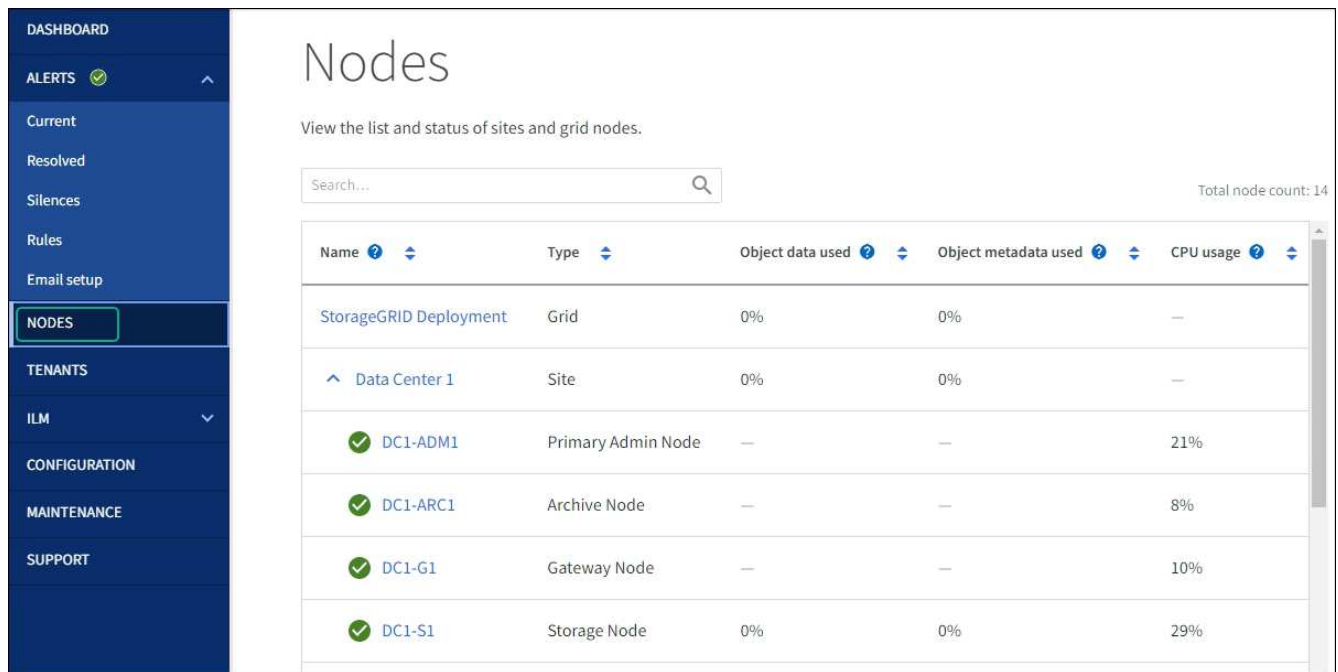 DASHBOARD
ALERTS
Current
Resolved
Silences
Rules
Email setup
NODES
TENANTS
ILM
CONFIGURATION
MAINTENANCE
SUPPORT
Nodes
View the list and status of sites and grid nodes.
Search...
Total node count: 14
Name ? Type Object data used ? Object metadata used ? CPU usage ?
StorageGRID Deployment Grid 0% 0% —
Data Center 1 Site 0% 0% —
DC1-ADM1 Primary Admin Node — — 21%
DC1-ARC1 Archive Node — — 8%
DC1-G1 Gateway Node — — 10%
DC1-S1 Storage Node 0% 0% 29%